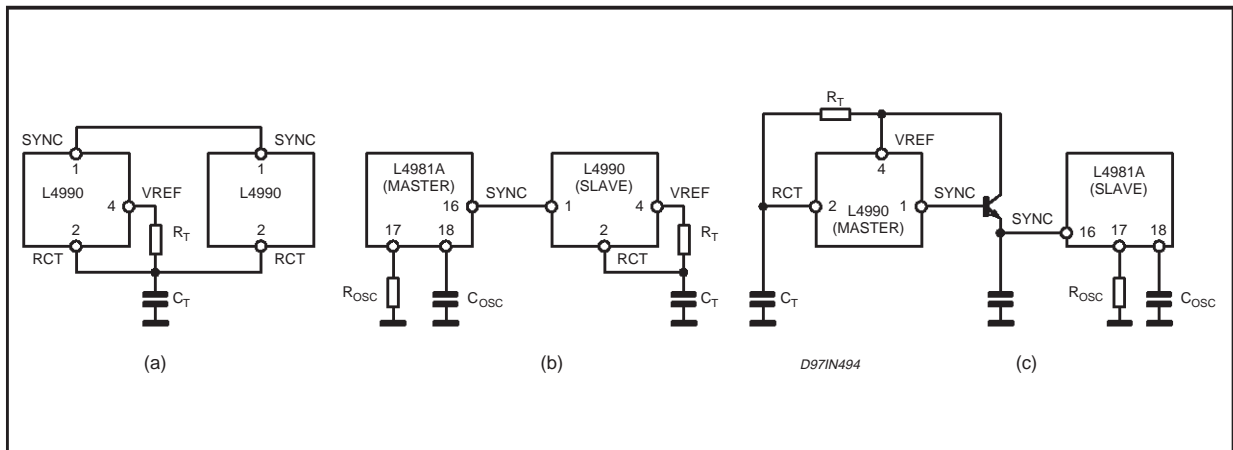 SYNC
SYNC
1
1
L4990
L4990
4
VREF
2
2
R_T
RCT
RCT
C_T
(a)
L4981A
(MASTER)
16
SYNC
L4990
(SLAVE)
1
4
VREF
17
18
2
R_T
RCT
R_OSC
C_OSC
C_T
(b)
R_T
VREF
4
RCT
2
L4990
(MASTER)
1
SYNC
SYNC
L4981A
(SLAVE)
16
17
18
R_OSC
C_OSC
C_T
D97IN494
(c)